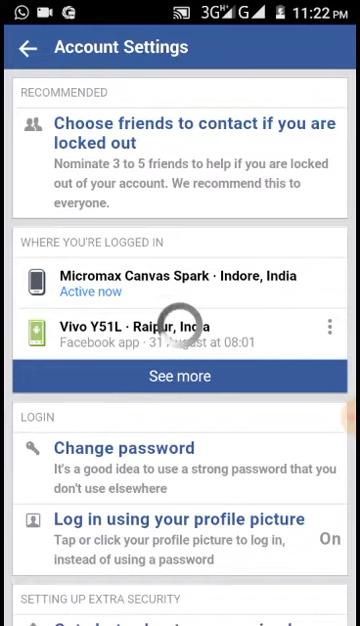 3G H+ G 11:22 PM
Account Settings
RECOMMENDED
Choose friends to contact if you are
locked out
Nominate 3 to 5 friends to help if you are locked
out of your account. We recommend this to
everyone.
WHERE YOU'RE LOGGED IN
Micromax Canvas Spark · Indore, India
Active now
Vivo Y51L · Raipur, India
Facebook app · 31 August at 08:01
See more
LOGIN
Change password
It's a good idea to use a strong password that you
don't use elsewhere
Log in using your profile picture
Tap or click your profile picture to log in,
On
instead of using a password
SETTING UP EXTRA SECURITY